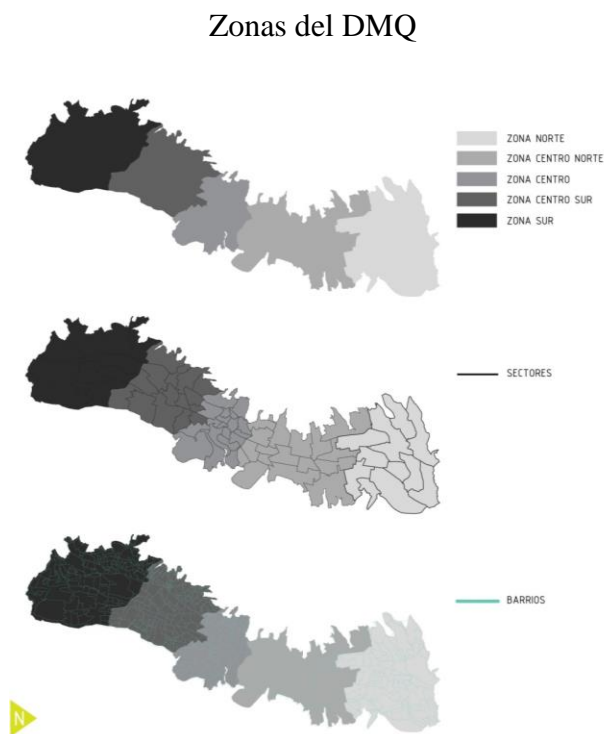 Zonas del DMQ
ZONA NORTE
ZONA CENTRO NORTE
ZONA CENTRO
ZONA CENTRO SUR
ZONA SUR
SECTORES
BARRIOS
N